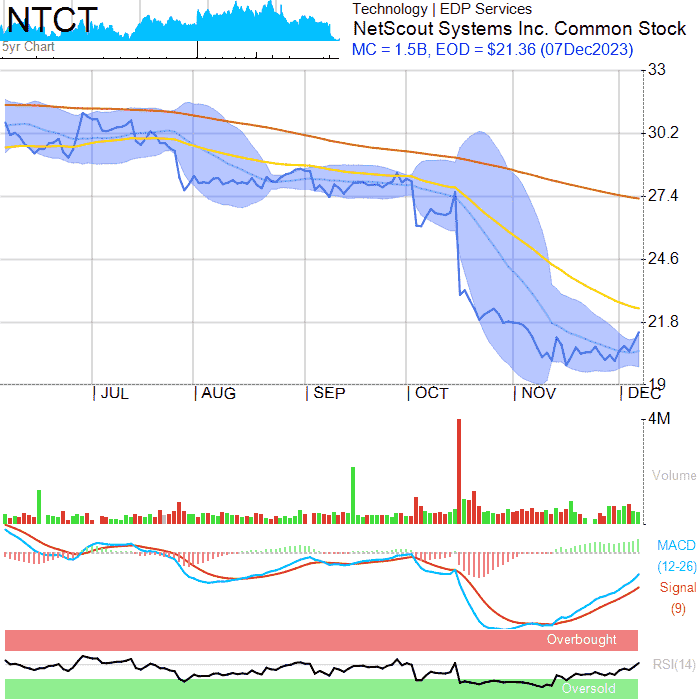 NTCT
5yr Chart
Technology | EDP Services
NetScout Systems Inc. Common Stock
MC = 1.5B, EOD = $21.36 (07Dec2023)
33
30.2
27.4
24.6
21.8
19
JUL AUG SEP OCT NOV DEC
4M
Volume
MACD
(12-26)
Signal
(9)
Overbought
RSI(14)
Oversold